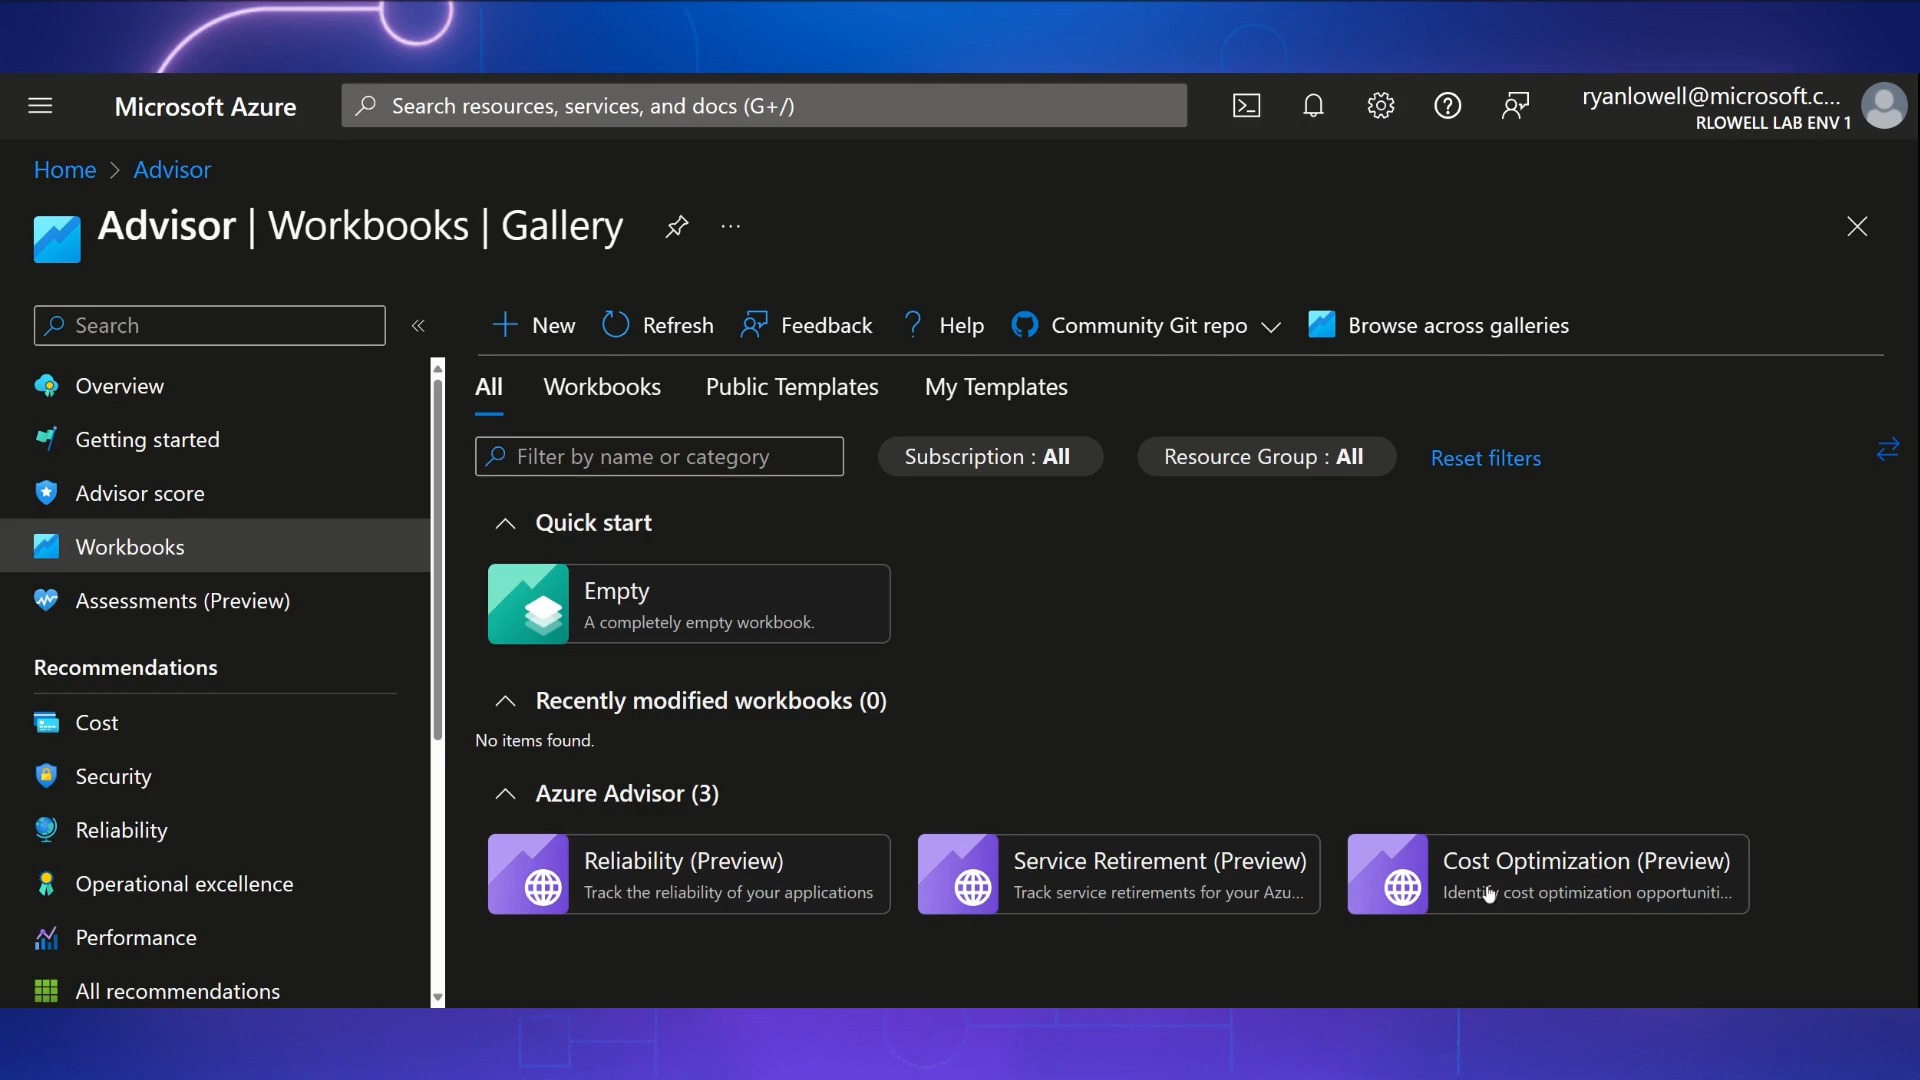 Microsoft Azure
Search resources, services, and docs (G+/)
ryanlowell@microsoft.c...
RLOWELL LAB ENV 1
Home > Advisor
Advisor | Workbooks | Gallery
...
Search
«
New
Refresh
Feedback
Help
Community Git repo
Browse across galleries
Overview
Getting started
Advisor score
Workbooks
Assessments (Preview)
Recommendations
Cost
Security
Reliability
Operational excellence
Performance
All recommendations
All
Workbooks
Public Templates
My Templates
Filter by name or category
Subscription : All
Resource Group : All
Reset filters
Quick start
Empty
A completely empty workbook.
Recently modified workbooks (0)
No items found.
Azure Advisor (3)
Reliability (Preview)
Track the reliability of your applications
Service Retirement (Preview)
Track service retirements for your Azu...
Cost Optimization (Preview)
Identify cost optimization opportuniti...